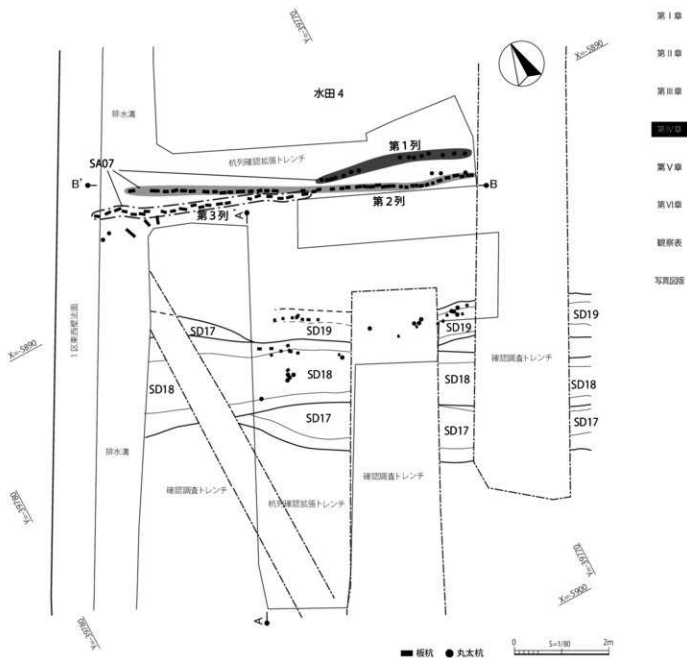 Y=-39770
X=-5890
第Ⅰ章
第Ⅱ章
第Ⅲ章
第Ⅳ章
第Ⅴ章
第Ⅵ章
観察表
写真図版
水田4
排水溝
杭列確認拡張トレンチ
第1列
SA07
B'
B
第2列
第3列
A'
1区東西壁法面
X=-5890
SD17
SD19
SD19
SD19
SD18
SD18
SD18
SD18
SD17
SD17
SD17
確認調査トレンチ
排水溝
確認調査トレンチ
杭列確認拡張トレンチ
確認調査トレンチ
Y=-39780
Y=-39770
X=-5900
Y=-39780
A
板杭
丸太杭
0
S=1/80
2m